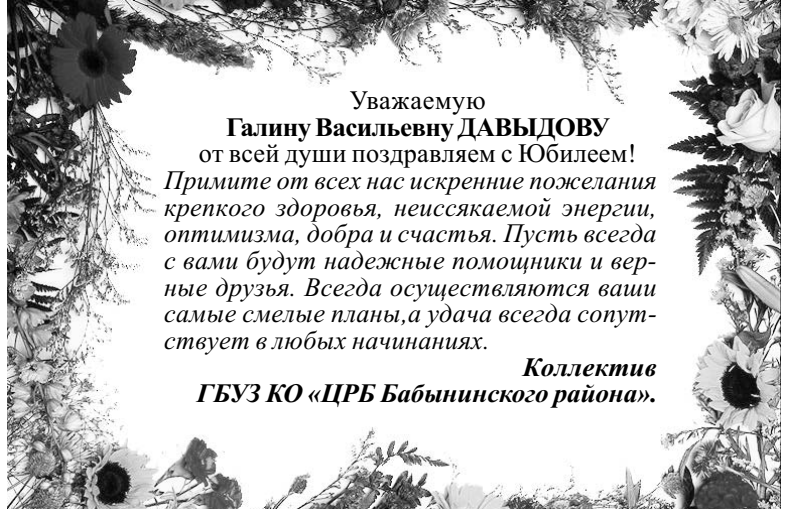 Уважаемую
Галину Васильевну ДАВЫДОВУ
от всей души поздравляем с Юбилеем!
Примите от всех нас искренние пожелания
крепкого здоровья, неиссякаемой энергии,
оптимизма, добра и счастья. Пусть всегда
с вами будут надежные помощники и вер-
ные друзья. Всегда осуществляются ваши
самые смелые планы,а удача всегда сопут-
ствует в любых начинаниях.
Коллектив
ГБУЗ КО «ЦРБ Бабынинского района».